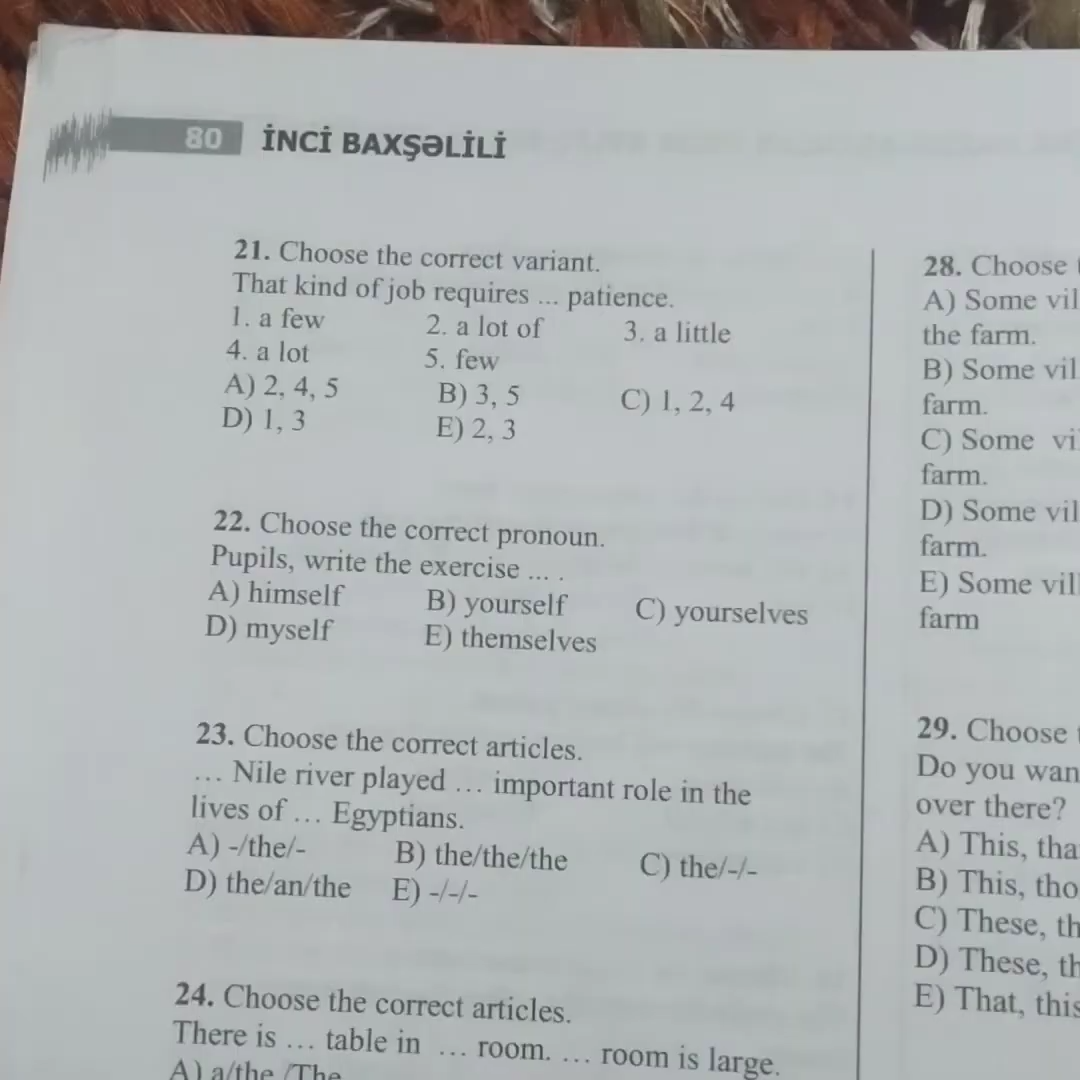 80 İNCİ BAXŞƏLİLİ
21. Choose the correct variant.
That kind of job requires ... patience.
1. a few 2. a lot of 3. a little
4. a lot 5. few
A) 2, 4, 5 B) 3, 5 C) 1, 2, 4
D) 1, 3 E) 2, 3
22. Choose the correct pronoun.
Pupils, write the exercise ... .
A) himself B) yourself C) yourselves
D) myself E) themselves
23. Choose the correct articles.
... Nile river played ... important role in the
lives of ... Egyptians.
A) -/the/- B) the/the/the C) the/-/-
D) the/an/the E) -/-/-
24. Choose the correct articles.
There is ... table in ... room. ... room is large.
A) a/the /The
28. Choose
A) Some vil
the farm.
B) Some vil
farm.
C) Some vi
farm.
D) Some vil
farm.
E) Some vill
farm
29. Choose
Do you wan
over there?
A) This, tha
B) This, tho
C) These, th
D) These, th
E) That, this